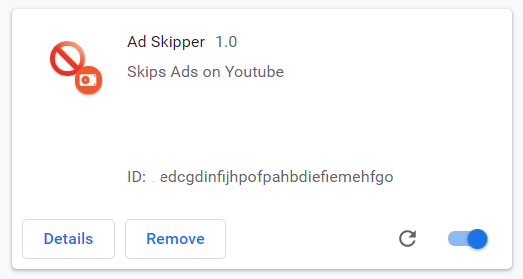 Ad Skipper 1.0
Skips Ads on Youtube
ID: edcgdinfijhpofpahbdiefiemehfgo
Details Remove